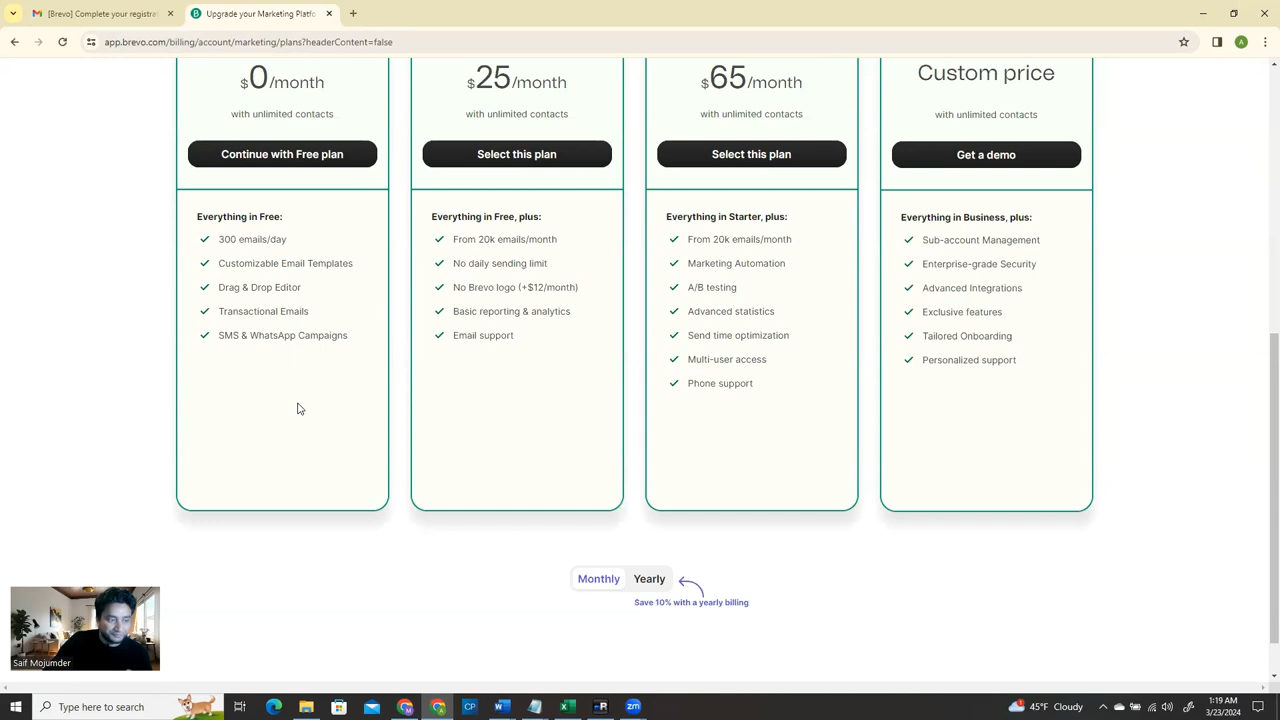 [Brevo] Complete your registrat
Upgrade your Marketing Platfo
app.brevo.com/billing/account/marketing/plans?headerContent=false
A
$0/month
with unlimited contacts
Continue with Free plan
Everything in Free:
300 emails/day
Customizable Email Templates
Drag & Drop Editor
Transactional Emails
SMS & WhatsApp Campaigns
$25/month
with unlimited contacts
Select this plan
Everything in Free, plus:
From 20k emails/month
No daily sending limit
No Brevo logo (+$12/month)
Basic reporting & analytics
Email support
$65/month
with unlimited contacts
Select this plan
Everything in Starter, plus:
From 20k emails/month
Marketing Automation
A/B testing
Advanced statistics
Send time optimization
Multi-user access
Phone support
Custom price
with unlimited contacts
Get a demo
Everything in Business, plus:
Sub-account Management
Enterprise-grade Security
Advanced Integrations
Exclusive features
Tailored Onboarding
Personalized support
Monthly
Yearly
Save 10% with a yearly billing
Saif Mojumder
Type here to search
CP
zm
45°F Cloudy
1:19 AM
3/23/2024